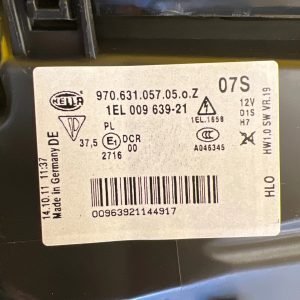 HELLA
970.631.057.05.o.Z
07S
1EL 009 639-21
1EL.1658
12V
D1S
H7
PL
37,5
E1
DCR
2716
00
00
A046345
HW1.0 SW VR.19
HLO
14.10.11 11:37
Made in Germany DE
00963921144917